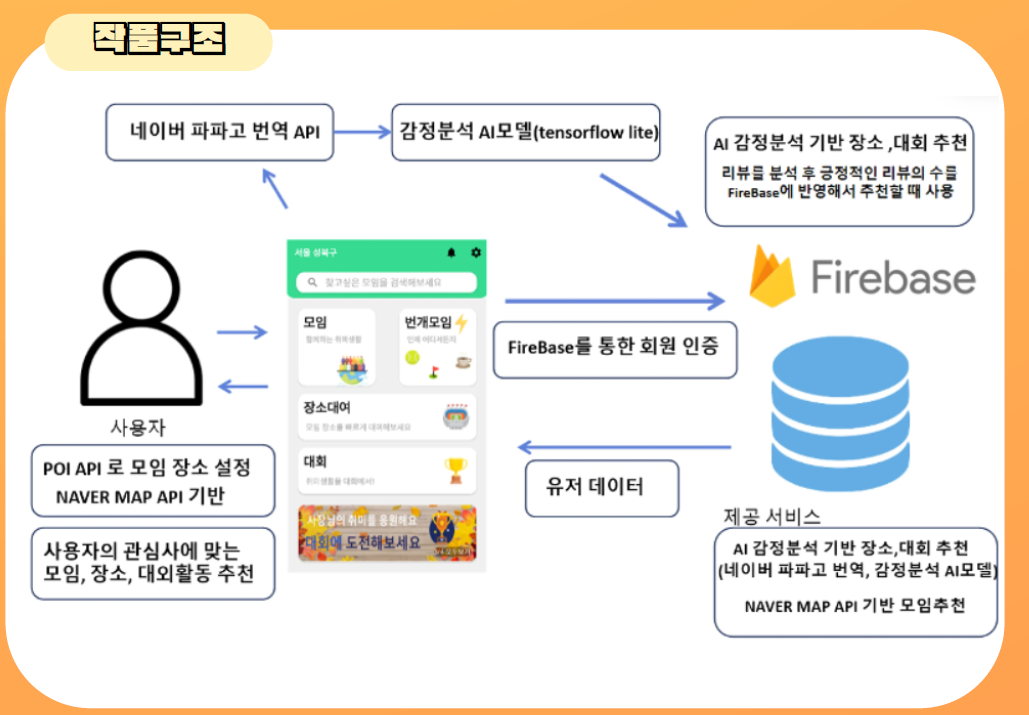 작품구조
네이버 파파고 번역 API
감정분석 AI모델(tensorflow lite)
AI 감정분석 기반 장소 ,대회 추천
리뷰를 분석 후 긍정적인 리뷰의 수를
FireBase에 반영해서 추천할 때 사용
Firebase
서울 성북구
찾고싶은 모임을 검색해보세요
모임
함께하는 취미생활
번개모임
언제 어디서든지
장소대여
모임 장소를 빠르게 대여해보세요
대회
취미생활을 대회에서!
사장님의 취미를 응원해요
대회에 도전해보세요
FireBase를 통한 회원 인증
유저 데이터
사용자
POI API 로 모임 장소 설정
NAVER MAP API 기반
사용자의 관심사에 맞는
모임, 장소, 대외활동 추천
제공 서비스
AI 감정분석 기반 장소,대회 추천
(네이버 파파고 번역, 감정분석 AI모델)
NAVER MAP API 기반 모임추천